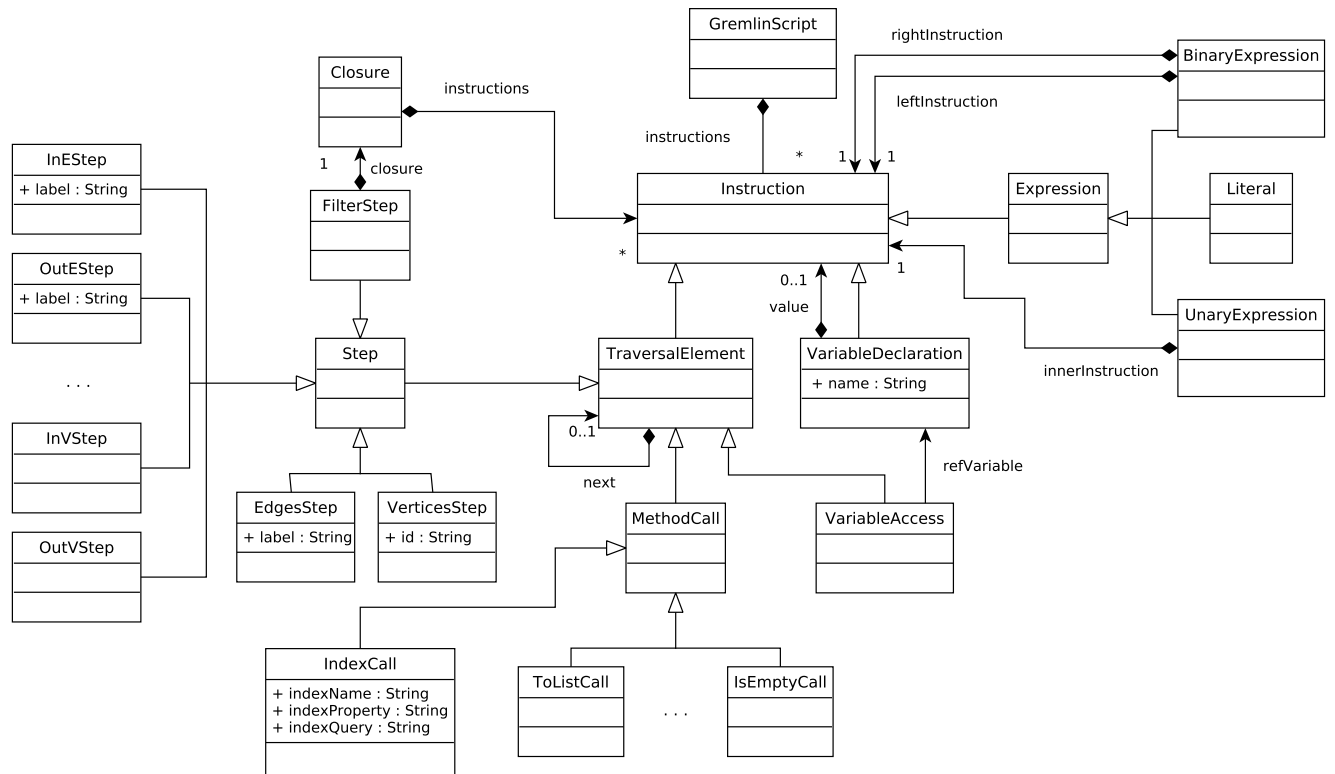 GremlinScript
rightInstruction
BinaryExpression
Closure
instructions
leftInstruction
instructions
*
1
1
InEStep
+ label : String
1
closure
FilterStep
Instruction
Expression
Literal
*
1
OutEStep
+ label : String
0..1
value
UnaryExpression
. . .
Step
TraversalElement
VariableDeclaration
+ name : String
innerInstruction
0..1
InVStep
next
refVariable
EdgesStep
+ label : String
VerticesStep
+ id : String
MethodCall
VariableAccess
OutVStep
IndexCall
+ indexName : String
+ indexProperty : String
+ indexQuery : String
ToListCall
. . .
IsEmptyCall